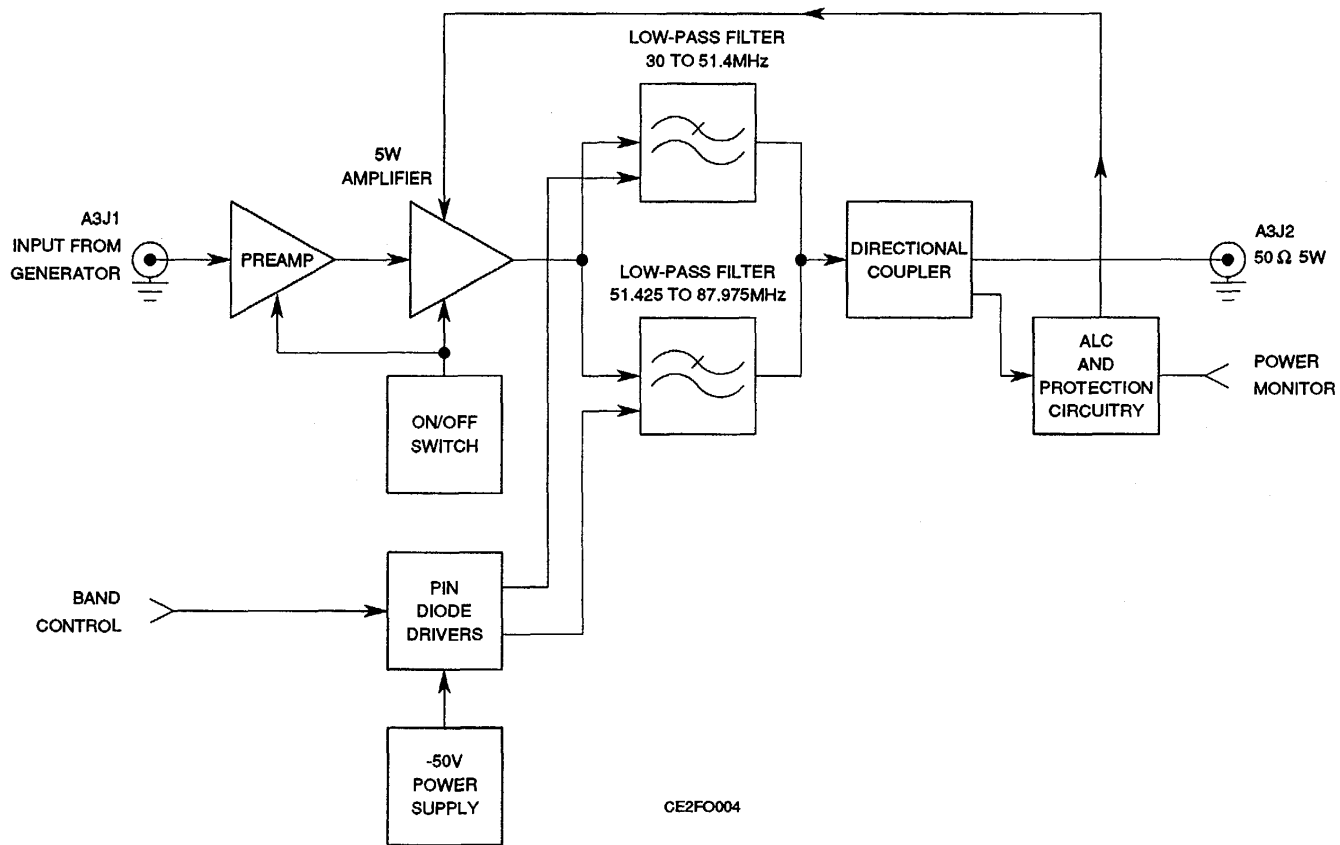 LOW-PASS FILTER
30 TO 51.4MHz
5W
AMPLIFIER
A3J1
INPUT FROM
GENERATOR
PREAMP
LOW-PASS FILTER
51.425 TO 87.975MHz
DIRECTIONAL
COUPLER
A3J2
50 Ω 5W
ALC
AND
PROTECTION
CIRCUITRY
POWER
MONITOR
ON/OFF
SWITCH
BAND
CONTROL
PIN
DIODE
DRIVERS
-50V
POWER
SUPPLY
CE2FO004